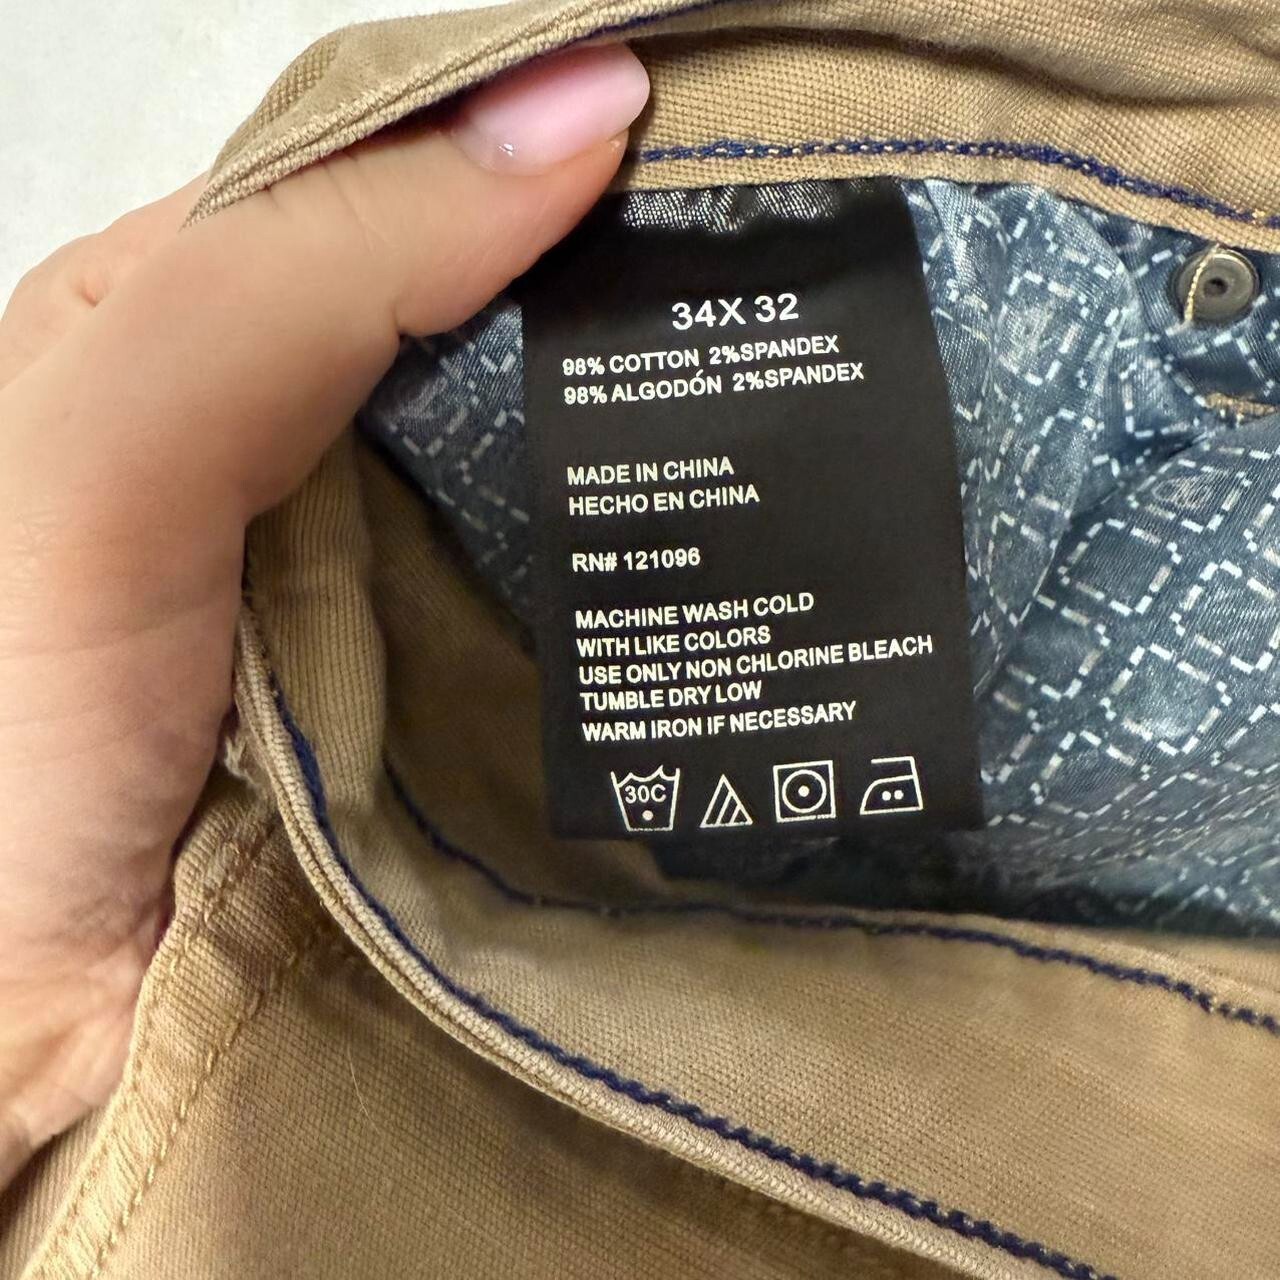 34X 32
98% COTTON 2%SPANDEX
98% ALGODÓN 2%SPANDEX
MADE IN CHINA
HECHO EN CHINA
RN# 121096
MACHINE WASH COLD
WITH LIKE COLORS
USE ONLY NON CHLORINE BLEACH
TUMBLE DRY LOW
WARM IRON IF NECESSARY
30C